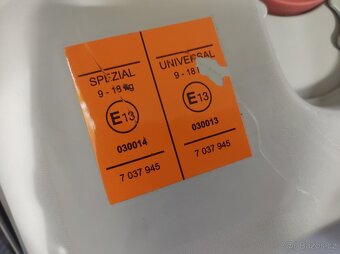 SPEZIAL
9 - 18 kg
E13
030014
7 037 945
UNIVERSAL
9 - 18
E13
030013
7 037 945